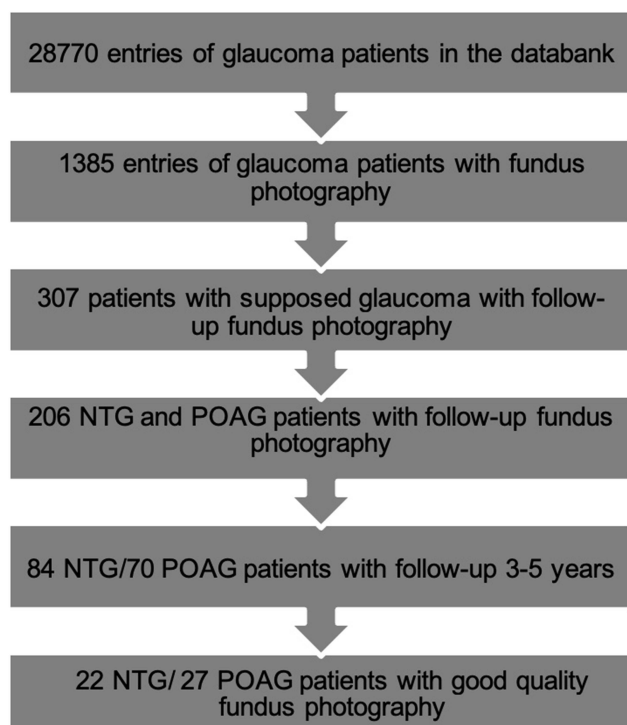 28770 entries of glaucoma patients in the databank
1385 entries of glaucoma patients with fundus
photography
307 patients with supposed glaucoma with follow-
up fundus photography
206 NTG and POAG patients with follow-up fundus
photography
84 NTG/70 POAG patients with follow-up 3-5 years
22 NTG/ 27 POAG patients with good quality
fundus photography